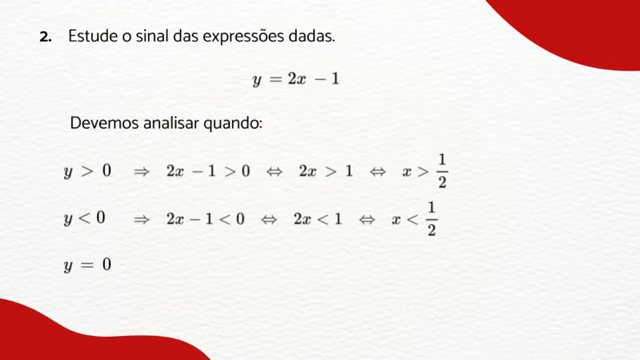 2. Estude o sinal das expressões dadas.
y = 2x − 1
Devemos analisar quando:
y > 0 ⇒ 2x − 1 > 0 ⇔ 2x > 1 ⇔ x > 1/2
y < 0 ⇒ 2x − 1 < 0 ⇔ 2x < 1 ⇔ x < 1/2
y = 0